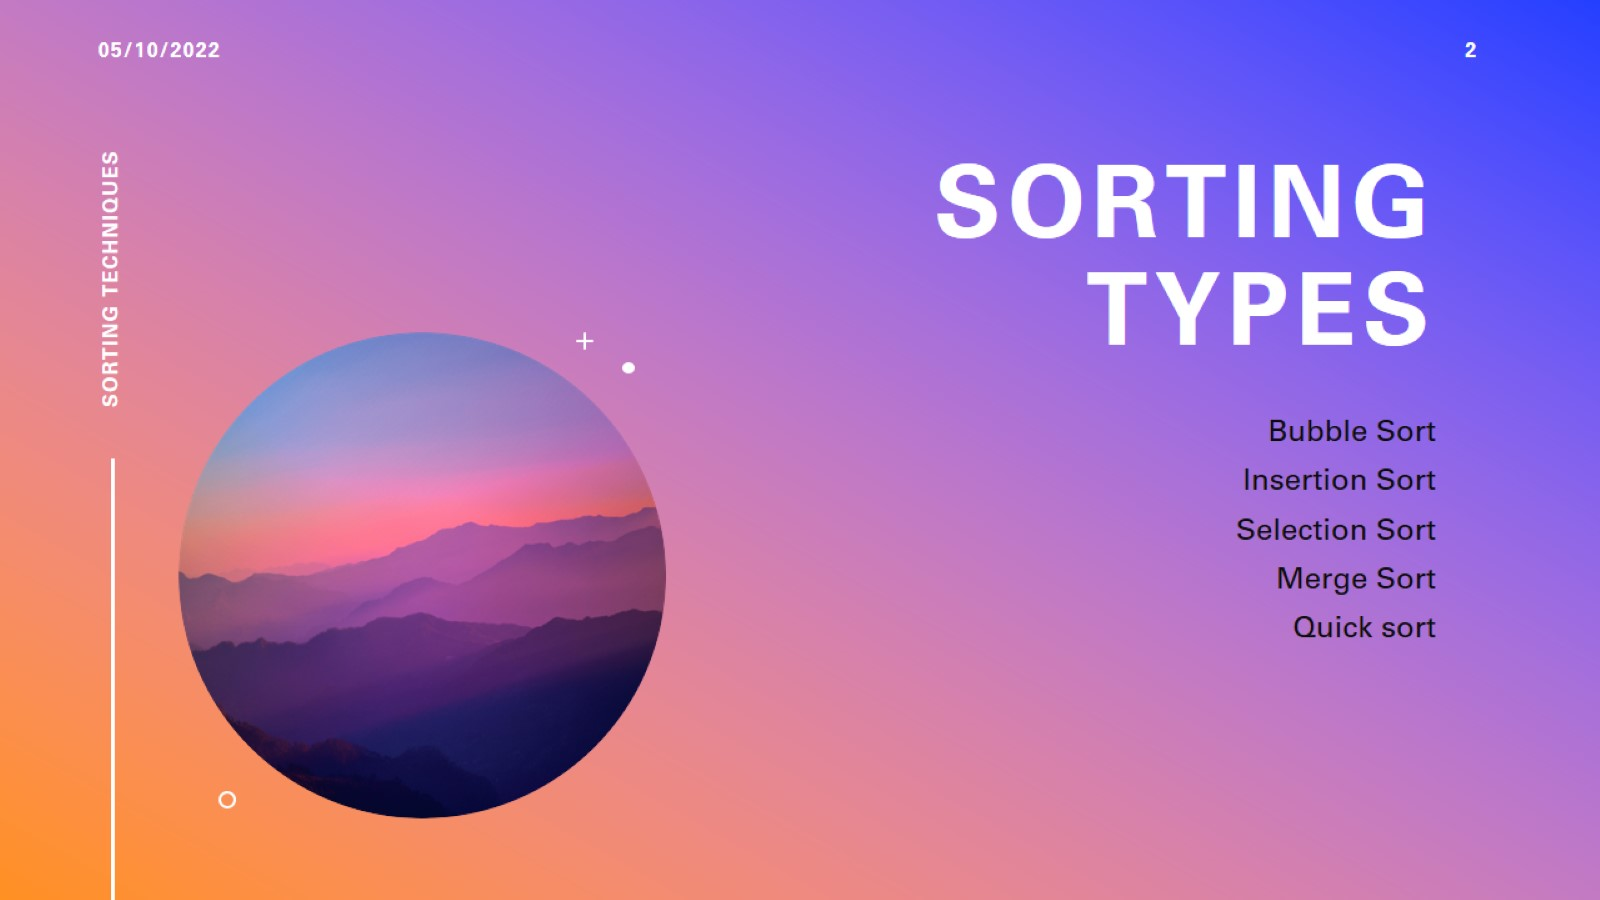 05/10/2022
2
SORTING TECHNIQUES
SORTING
TYPES
Bubble Sort
Insertion Sort
Selection Sort
Merge Sort
Quick sort